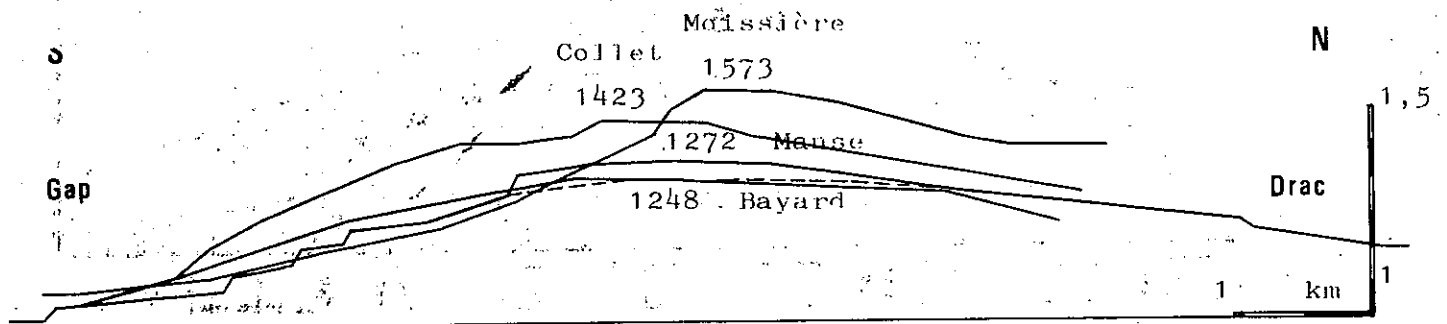 Moissière
S N
Collet
1573
1423 1,5
1272 Manse
Gap Drac
1248 Bayard
1
1 km